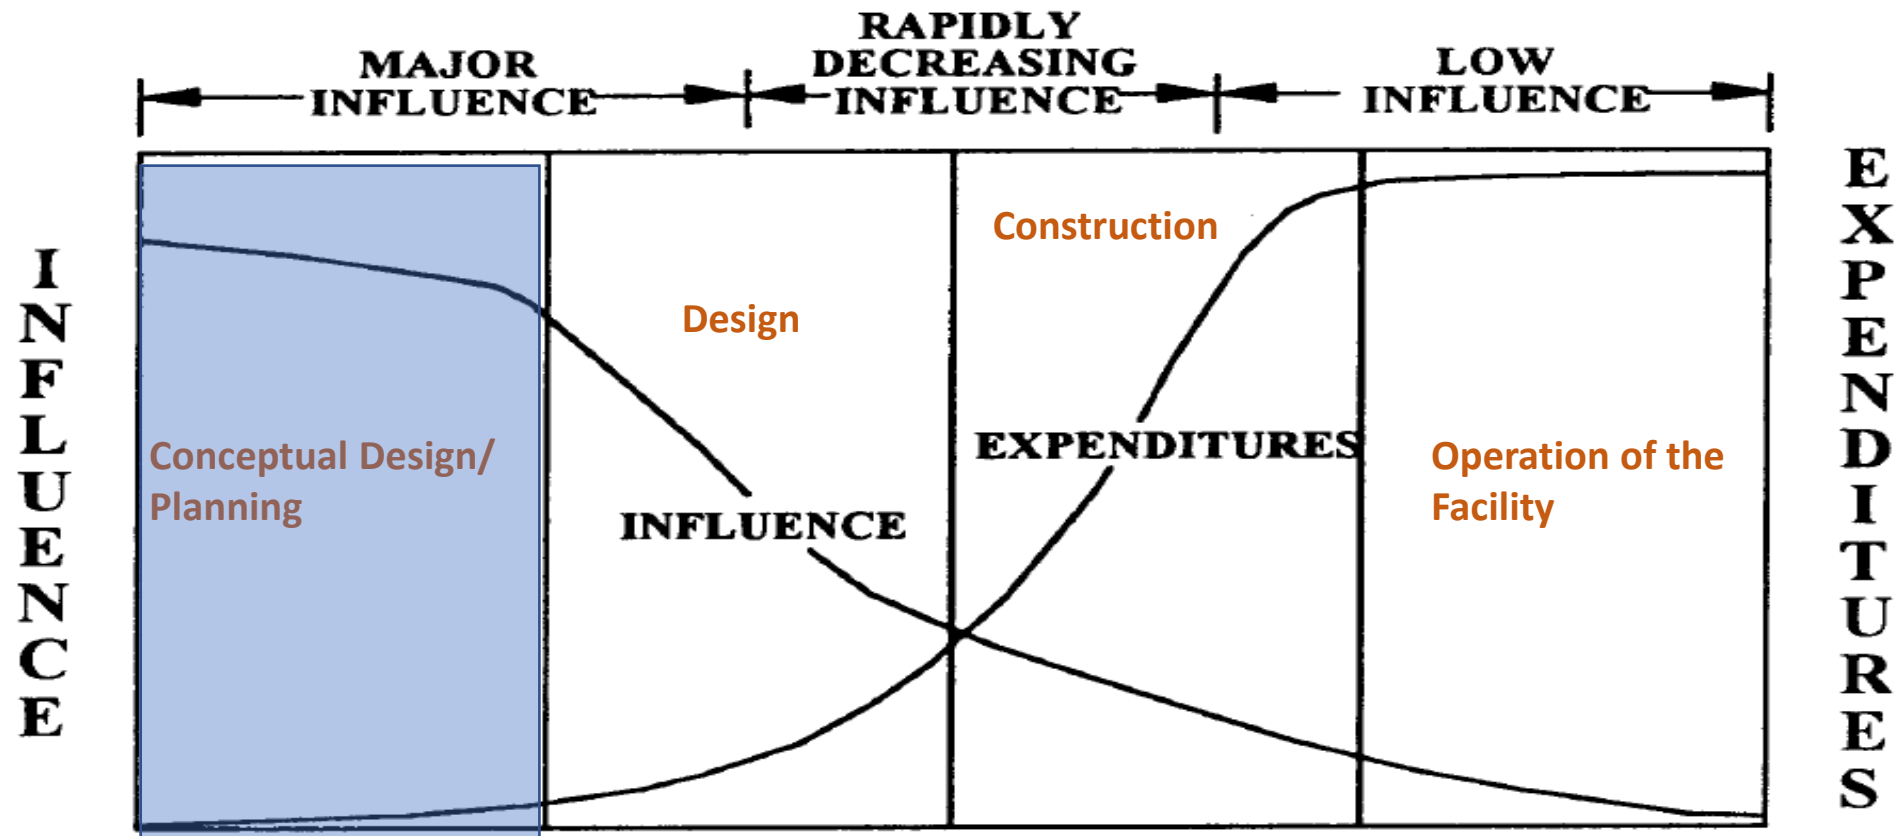 MAJOR
INFLUENCE
RAPIDLY
DECREASING
INFLUENCE
LOW
INFLUENCE
INFLUENCE
Conceptual Design/
Planning
Design
INFLUENCE
Construction
EXPENDITURES
Operation of the
Facility
EXPENDITURES